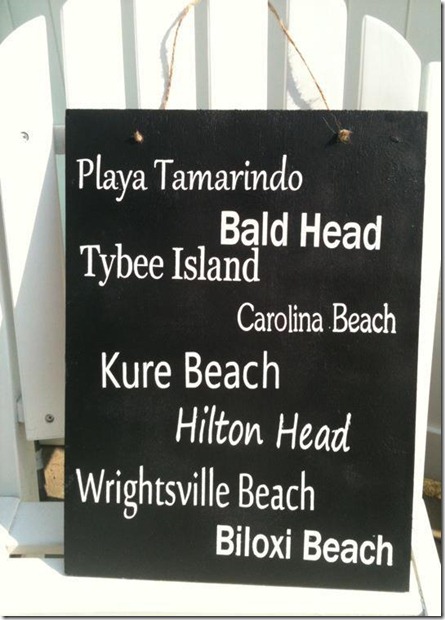 Playa Tamarindo
Bald Head
Tybee Island
Carolina Beach
Kure Beach
Hilton Head
Wrightsville Beach
Biloxi Beach